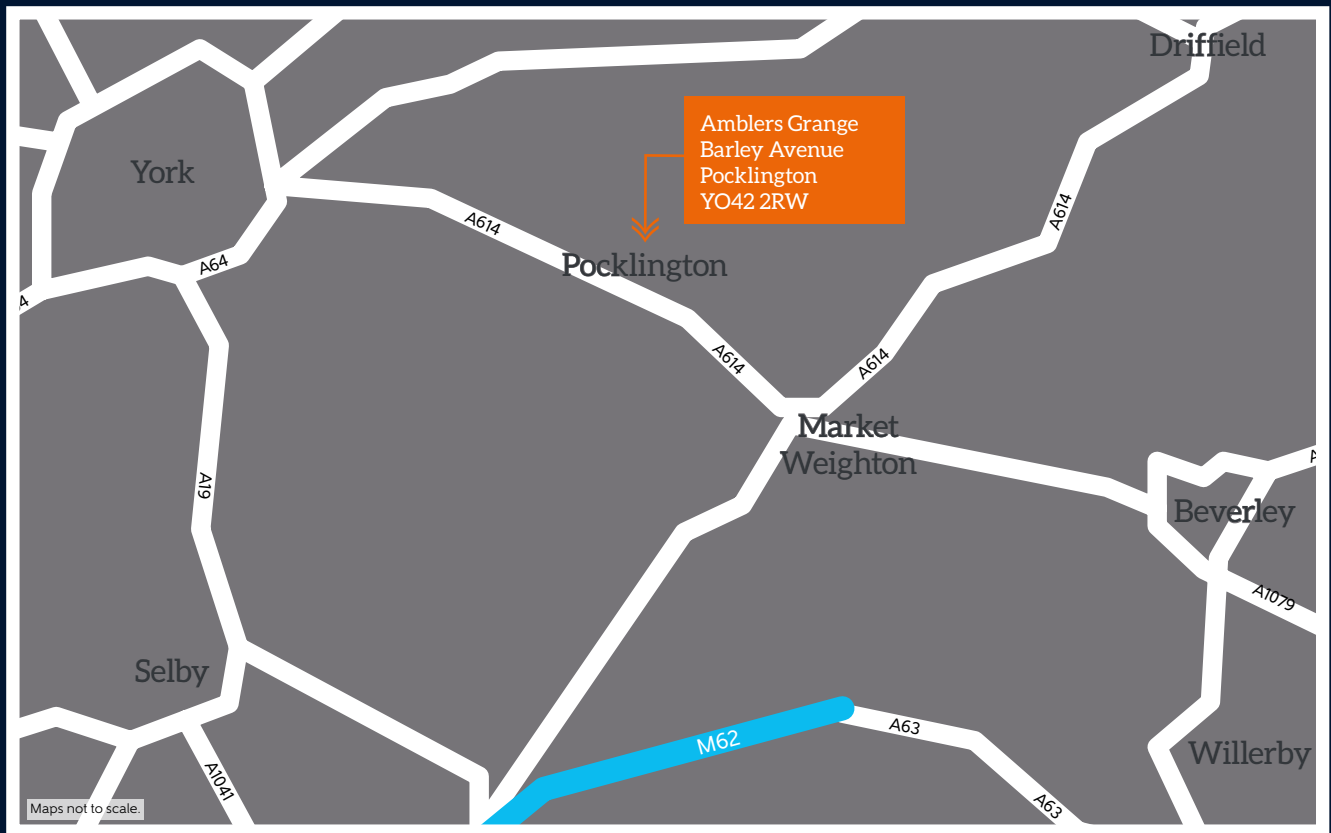 Driffield
Amblers Grange
Barley Avenue
Pocklington
YO42 2RW
York
A614
A614
A64
Pocklington
4
A614
A614
Market
Weighton
A19
Beverley
A1079
Selby
M62
A63
Willerby
A1041
A63
Maps not to scale.